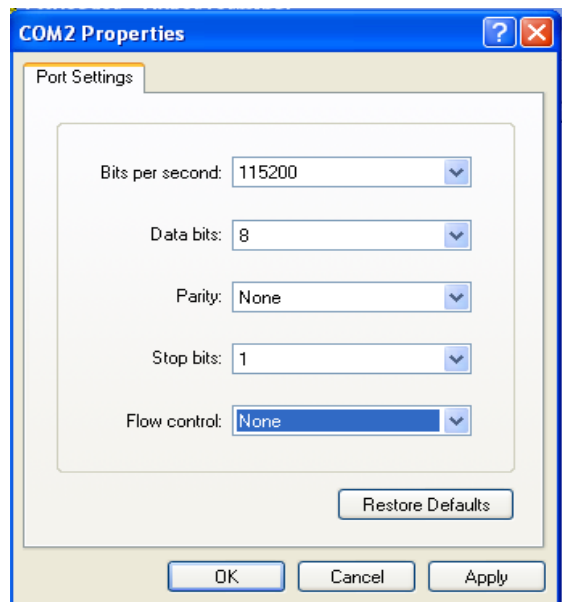 COM2 Properties
Port Settings
Bits per second: 115200
Data bits: 8
Parity: None
Stop bits: 1
Flow control: None
Restore Defaults
OK Cancel Apply